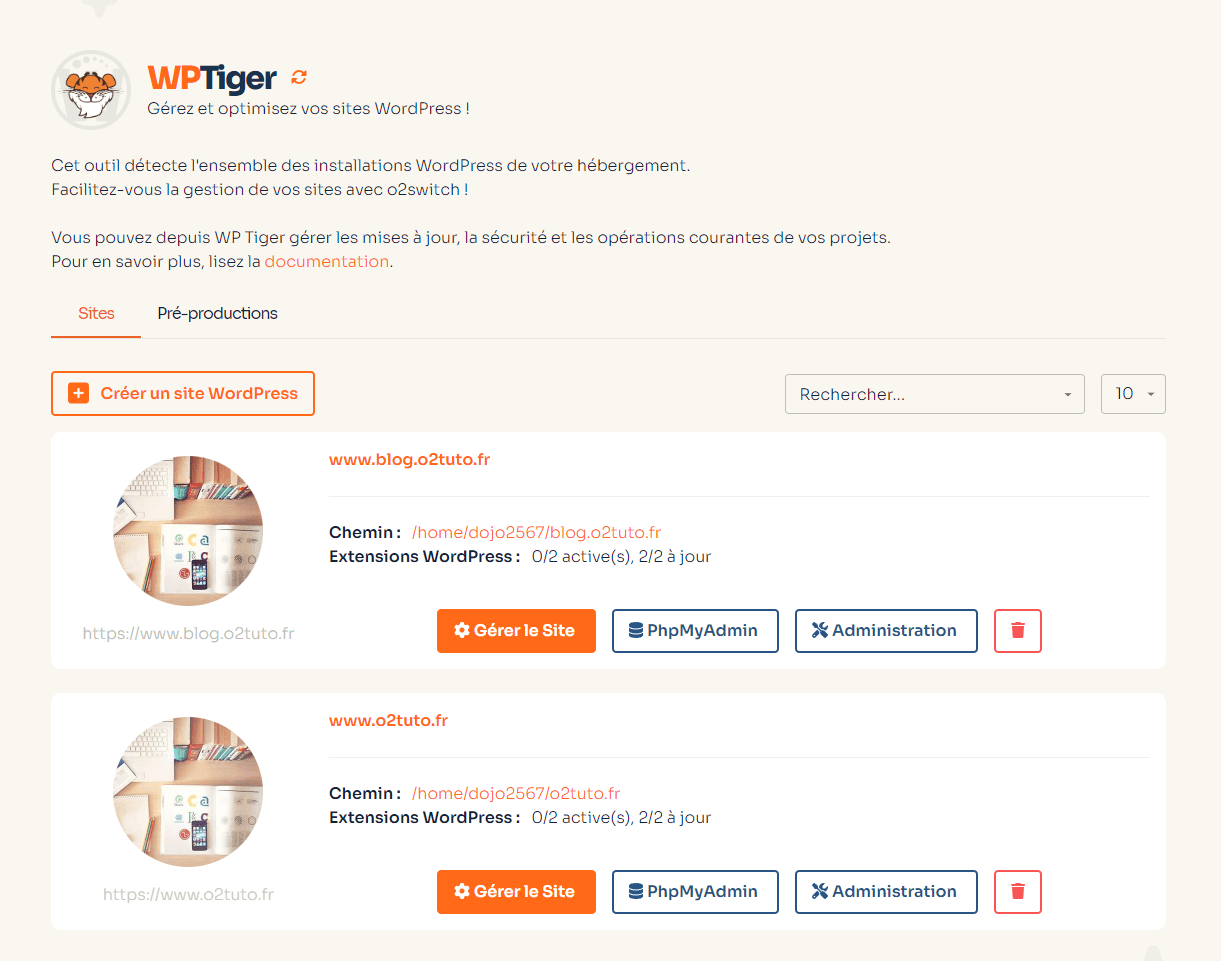 WPTiger
Gérez et optimisez vos sites WordPress !
Cet outil détecte l'ensemble des installations WordPress de votre hébergement.
Facilitez-vous la gestion de vos sites avec o2switch !
Vous pouvez depuis WP Tiger gérer les mises à jour, la sécurité et les opérations courantes de vos projets.
Pour en savoir plus, lisez la documentation.
Sites Pré-productions
Créer un site WordPress Rechercher... 10
www.blog.o2tuto.fr
Chemin : /home/dojo2567/blog.o2tuto.fr
Extensions WordPress : 0/2 active(s), 2/2 à jour
https://www.blog.o2tuto.fr
Gérer le Site PhpMyAdmin Administration
www.o2tuto.fr
Chemin : /home/dojo2567/o2tuto.fr
Extensions WordPress : 0/2 active(s), 2/2 à jour
https://www.o2tuto.fr
Gérer le Site PhpMyAdmin Administration